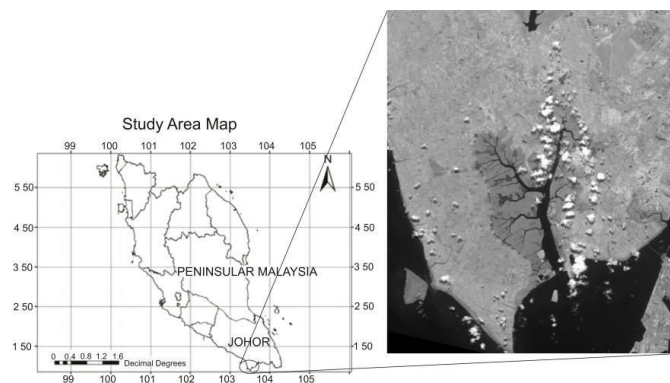 Study Area Map
99 100 101 102 103 104 105
N
5 50 5 50
4 50 4 50
3 50 3 50
PENINSULAR MALAYSIA
2 50 2 50
JOHOR
1 50 1 50
0 0.4 0.8 1.2 1.6
Decimal Degrees
99 100 101 102 103 104 105